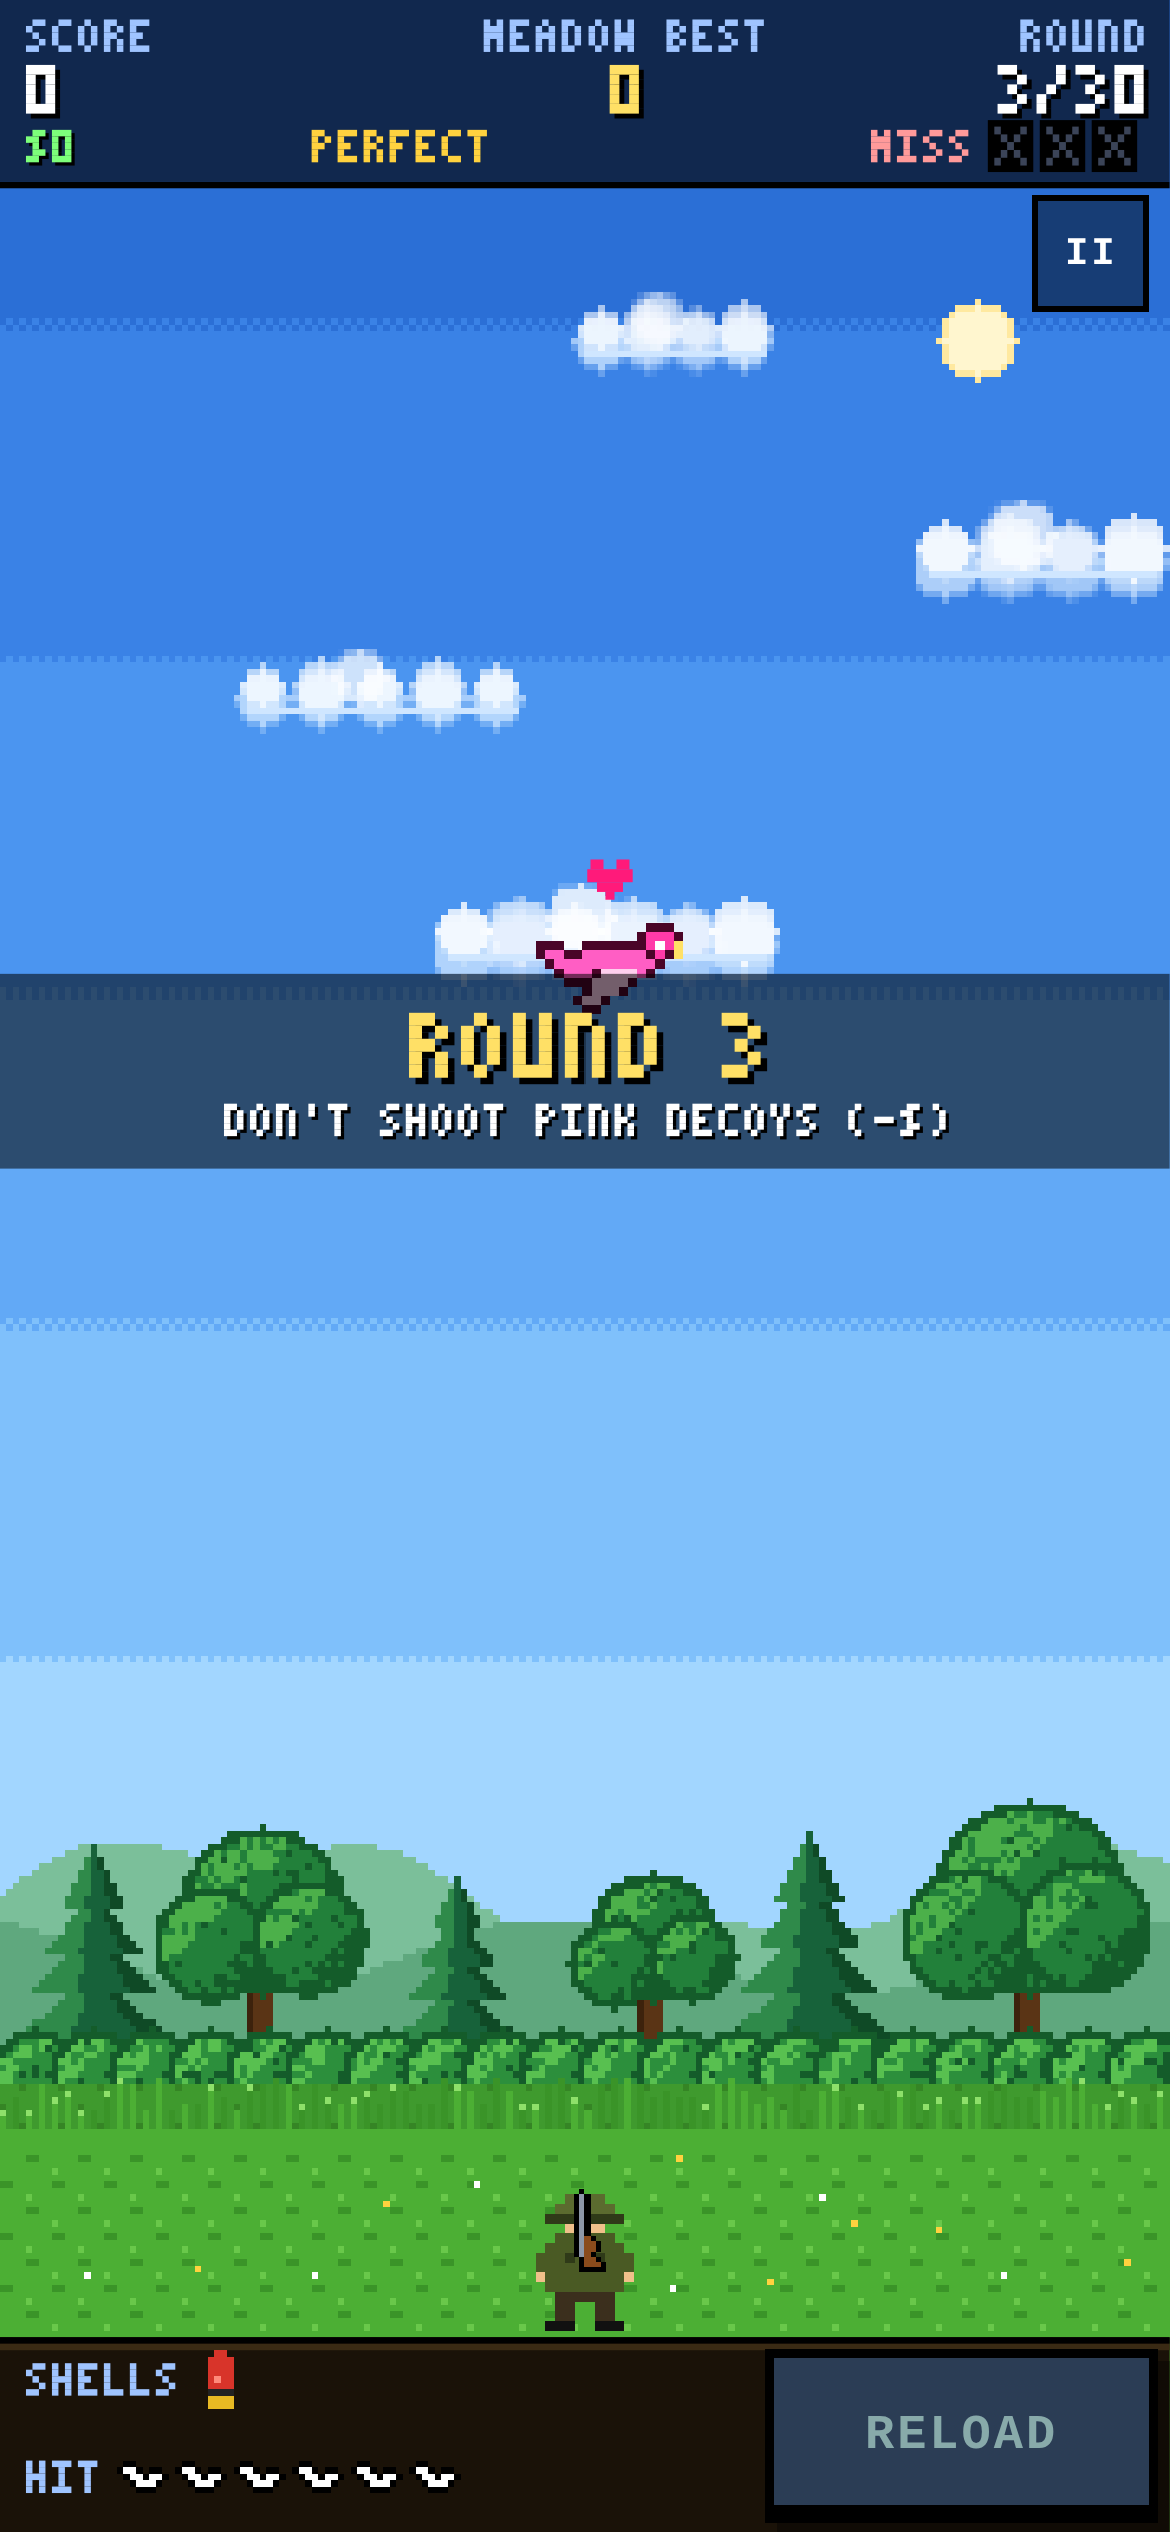 SCORE MEADOW BEST ROUND
0 0 3/30
$0 PERFECT MISS
II
ROUND 3
DON'T SHOOT PINK DECOYS (-$)
SHELLS
RELOAD
HIT